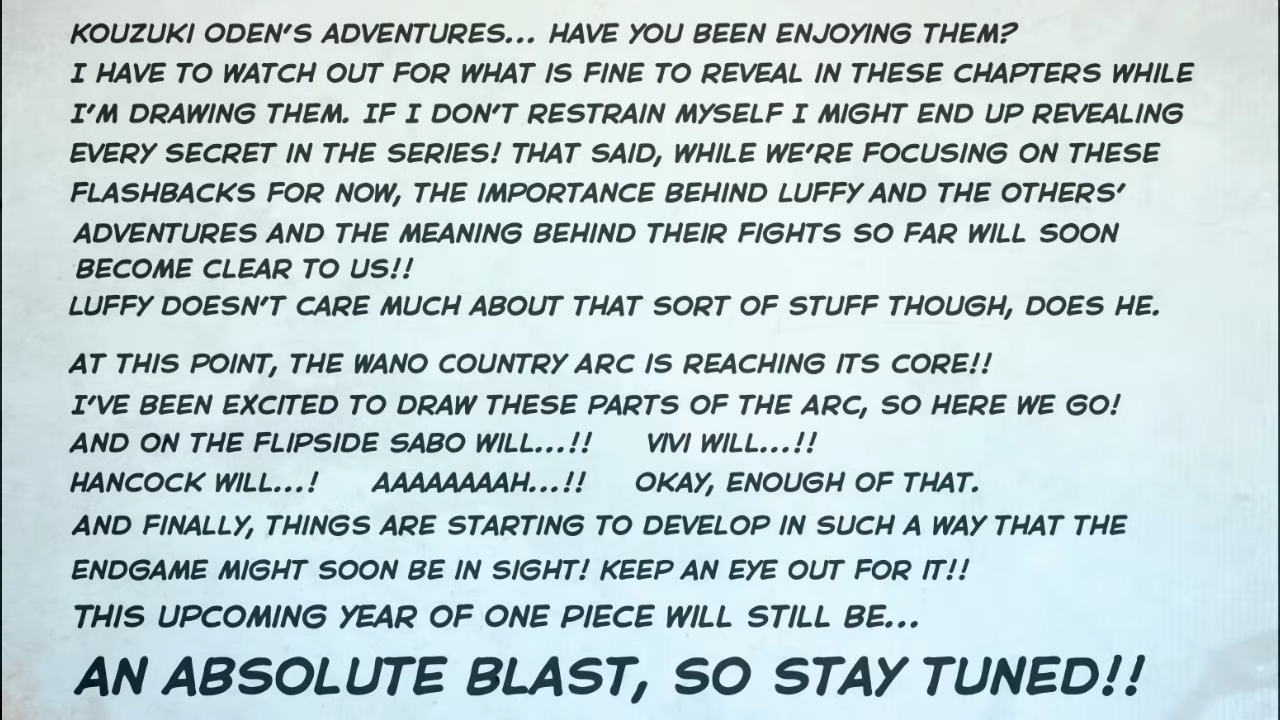 KOUZUKI ODEN'S ADVENTURES... HAVE YOU BEEN ENJOYING THEM?
I HAVE TO WATCH OUT FOR WHAT IS FINE TO REVEAL IN THESE CHAPTERS WHILE
I'M DRAWING THEM. IF I DON'T RESTRAIN MYSELF I MIGHT END UP REVEALING
EVERY SECRET IN THE SERIES! THAT SAID, WHILE WE'RE FOCUSING ON THESE
FLASHBACKS FOR NOW, THE IMPORTANCE BEHIND LUFFY AND THE OTHERS'
ADVENTURES AND THE MEANING BEHIND THEIR FIGHTS SO FAR WILL SOON
BECOME CLEAR TO US!!
LUFFY DOESN'T CARE MUCH ABOUT THAT SORT OF STUFF THOUGH, DOES HE.
AT THIS POINT, THE WANO COUNTRY ARC IS REACHING ITS CORE!!
I'VE BEEN EXCITED TO DRAW THESE PARTS OF THE ARC, SO HERE WE GO!
AND ON THE FLIPSIDE SABO WILL...!! VIVI WILL...!!
HANCOCK WILL...! AAAAAAAAH...!! OKAY, ENOUGH OF THAT.
AND FINALLY, THINGS ARE STARTING TO DEVELOP IN SUCH A WAY THAT THE
ENDGAME MIGHT SOON BE IN SIGHT! KEEP AN EYE OUT FOR IT!!
THIS UPCOMING YEAR OF ONE PIECE WILL STILL BE...
AN ABSOLUTE BLAST, SO STAY TUNED!!